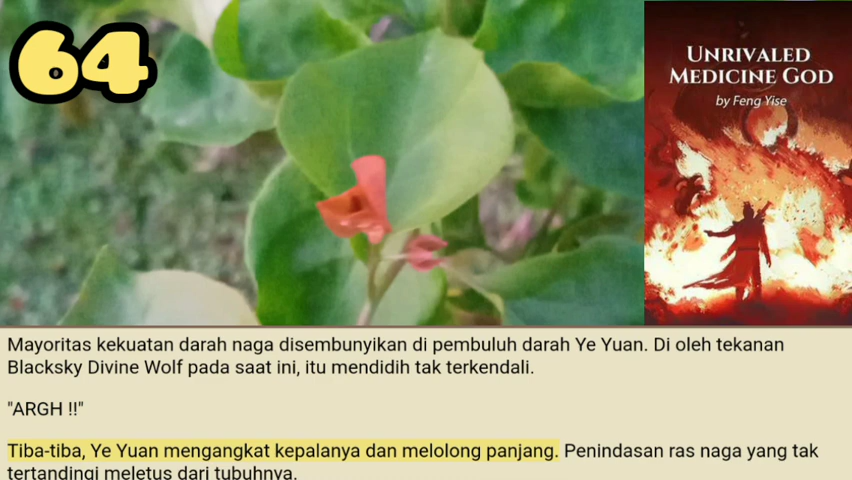 64
UNRIVALED
MEDICINE GOD
by Feng Yise
Mayoritas kekuatan darah naga disembunyikan di pembuluh darah Ye Yuan. Di oleh tekanan
Blacksky Divine Wolf pada saat ini, itu mendidih tak terkendali.
"ARGH !!"
Tiba-tiba, Ye Yuan mengangkat kepalanya dan melolong panjang. Penindasan ras naga yang tak
tertandingi meletus dari tubuhnya.